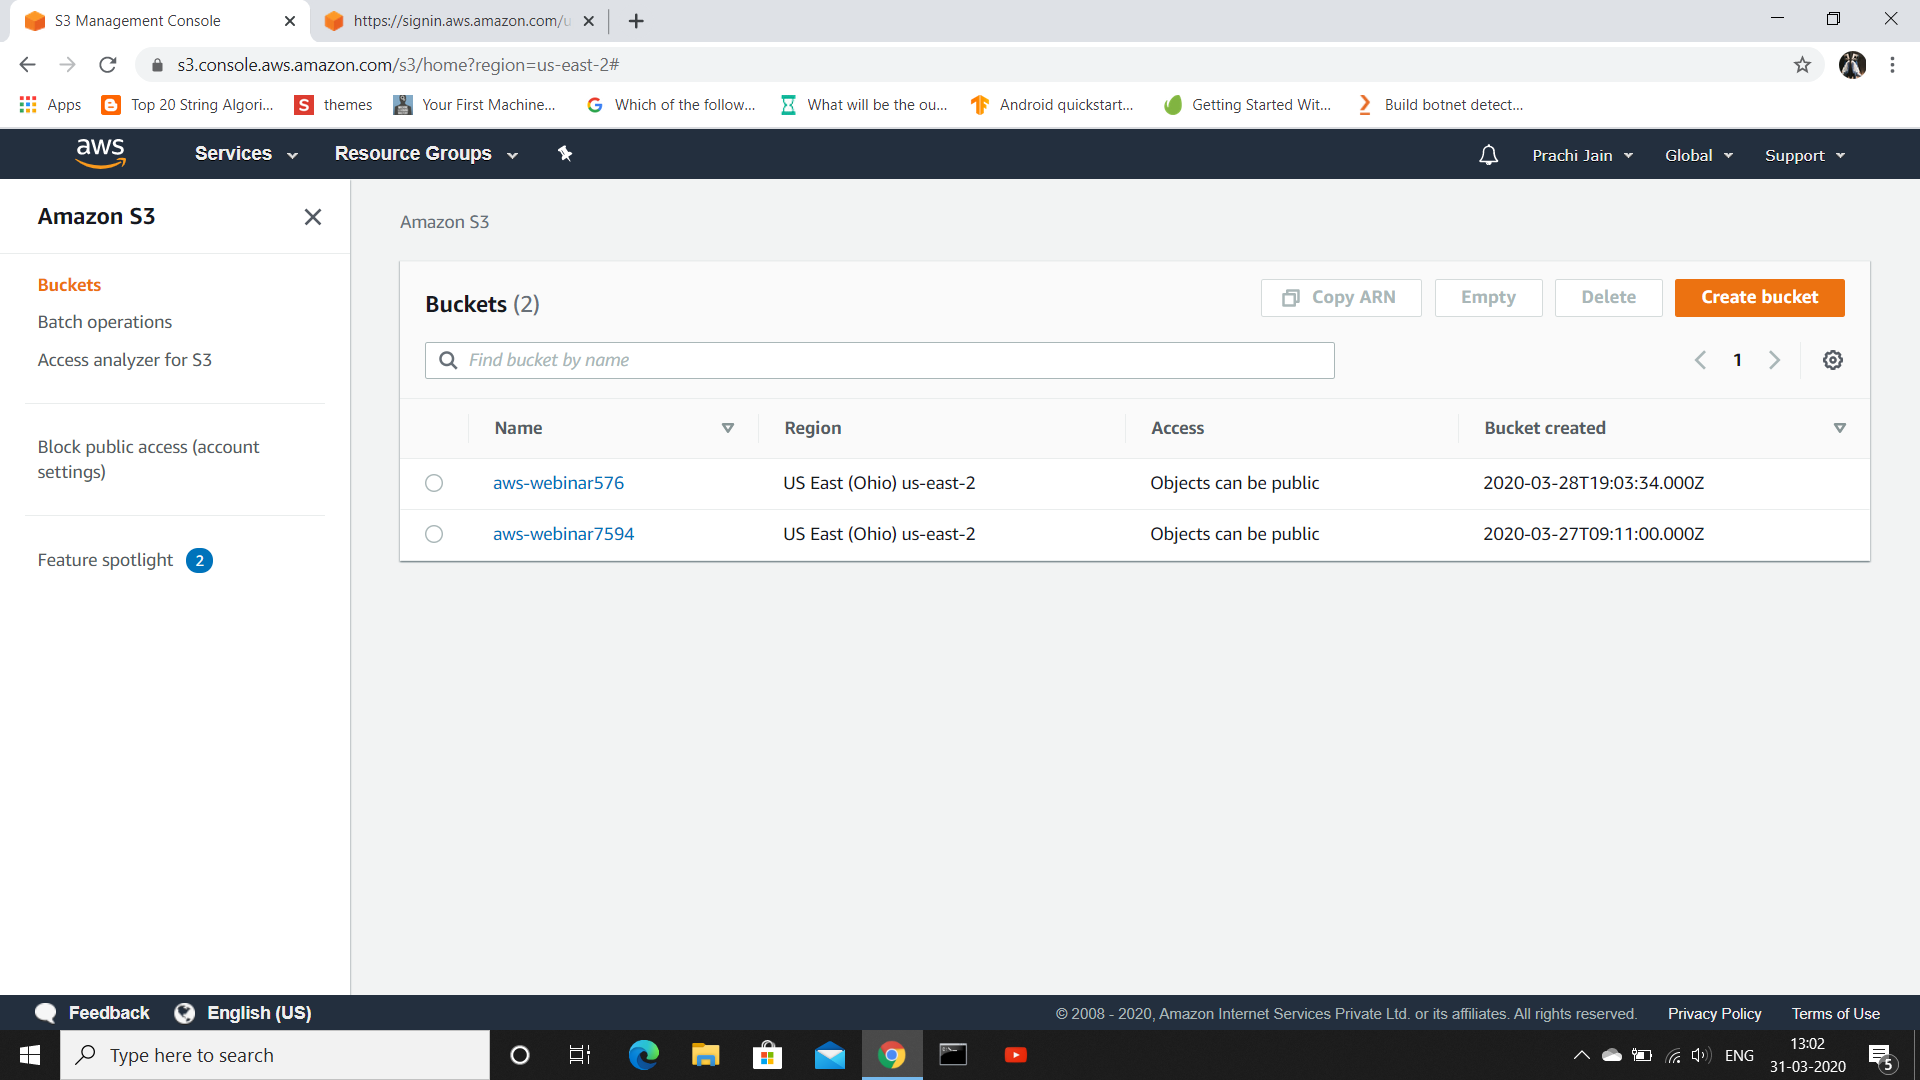 S3 Management Console
https://signin.aws.amazon.com/u
s3.console.aws.amazon.com/s3/home?region=us-east-2#
Apps
Top 20 String Algori...
S
themes
Your First Machine...
Which of the follow...
What will be the ou...
Android quickstart...
Getting Started Wit...
Build botnet detect...
aws
Services
Resource Groups
Prachi Jain
Global
Support
Amazon S3
Buckets
Batch operations
Access analyzer for S3
Block public access (account
settings)
Feature spotlight 2
Amazon S3
Buckets (2)
Copy ARN
Empty
Delete
Create bucket
Find bucket by name
1
Name Region Access Bucket created
aws-webinar576 US East (Ohio) us-east-2 Objects can be public 2020-03-28T19:03:34.000Z
aws-webinar7594 US East (Ohio) us-east-2 Objects can be public 2020-03-27T09:11:00.000Z
Feedback
English (US)
© 2008 - 2020, Amazon Internet Services Private Ltd. or its affiliates. All rights reserved.
Privacy Policy
Terms of Use
Type here to search
ENG
13:02
31-03-2020
5